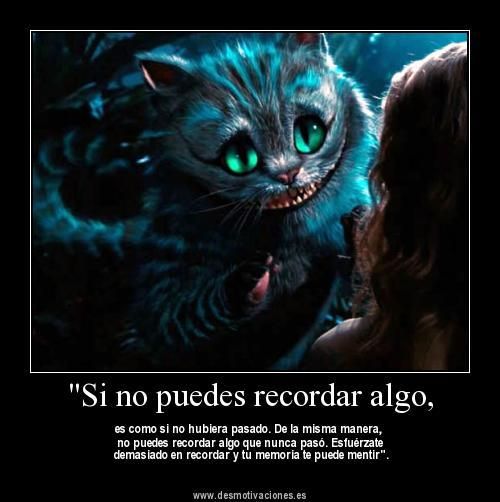 "Si no puedes recordar algo,
es como si no hubiera pasado. De la misma manera,
no puedes recordar algo que nunca pasó. Esfuérzate
demasiado en recordar y tu memoria te puede mentir".
www.desmotivaciones.es